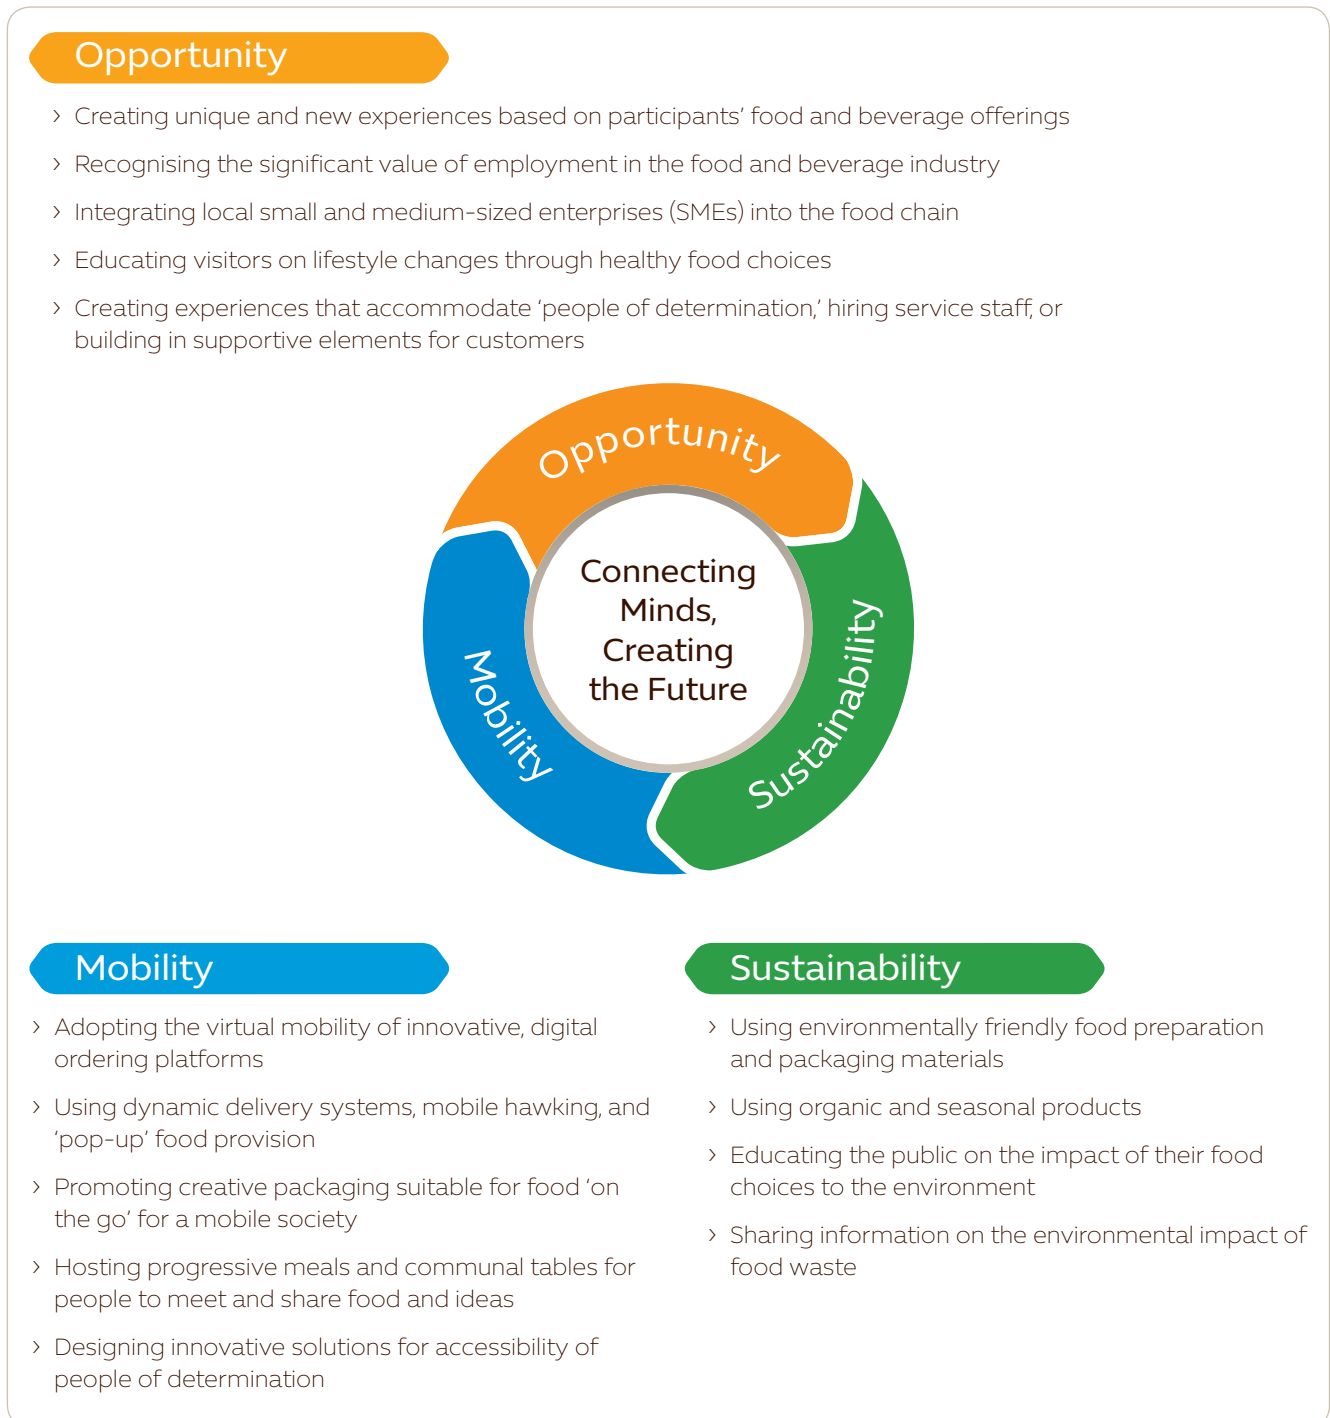 Opportunity
› Creating unique and new experiences based on participants’ food and beverage offerings
› Recognising the significant value of employment in the food and beverage industry
› Integrating local small and medium-sized enterprises (SMEs) into the food chain
› Educating visitors on lifestyle changes through healthy food choices
› Creating experiences that accommodate ‘people of determination,’ hiring service staff, or
building in supportive elements for customers
Opportunity
Connecting
Minds,
Creating
the Future
Mobility
Sustainability
Mobility
› Adopting the virtual mobility of innovative, digital
ordering platforms
› Using dynamic delivery systems, mobile hawking, and
‘pop-up’ food provision
› Promoting creative packaging suitable for food ‘on
the go’ for a mobile society
› Hosting progressive meals and communal tables for
people to meet and share food and ideas
› Designing innovative solutions for accessibility of
people of determination
Sustainability
› Using environmentally friendly food preparation
and packaging materials
› Using organic and seasonal products
› Educating the public on the impact of their food
choices to the environment
› Sharing information on the environmental impact of
food waste